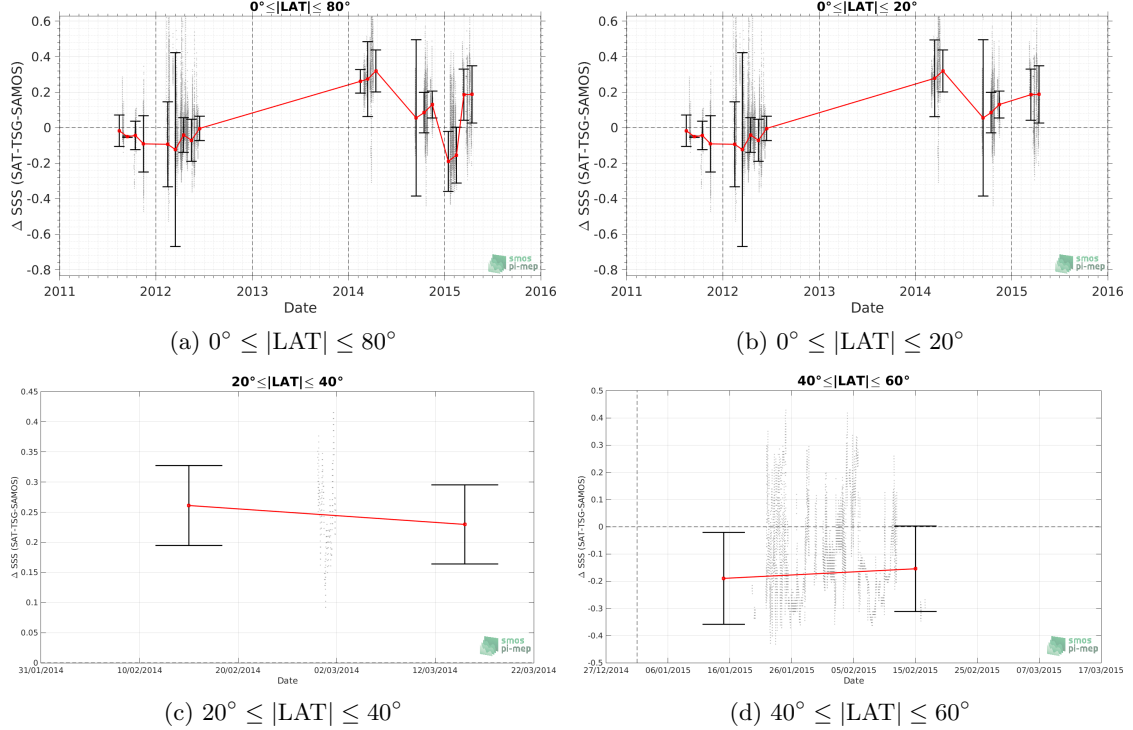 0°≤|LAT|≤ 80°
Δ SSS (SAT-TSG-SAMOS)
0.6
0.4
0.2
0
-0.2
-0.4
-0.6
-0.8
2011 2012 2013 2014 2015 2016
Date
smos
pi-mep
(a) 0° ≤ |LAT| ≤ 80°
0°≤|LAT|≤ 20°
Δ SSS (SAT-TSG-SAMOS)
0.6
0.4
0.2
0
-0.2
-0.4
-0.6
-0.8
2011 2012 2013 2014 2015 2016
Date
smos
pi-mep
(b) 0° ≤ |LAT| ≤ 20°
20°≤|LAT|≤ 40°
Δ SSS (SAT-TSG-SAMOS)
0.45
0.4
0.35
0.3
0.25
0.2
0.15
0.1
0.05
0
31/01/2014 10/02/2014 20/02/2014 02/03/2014 12/03/2014 22/03/2014
Date
smos
pi-mep
(c) 20° ≤ |LAT| ≤ 40°
40°≤|LAT|≤ 60°
Δ SSS (SAT-TSG-SAMOS)
0.5
0.4
0.3
0.2
0.1
0
-0.1
-0.2
-0.3
-0.4
-0.5
27/12/2014 06/01/2015 16/01/2015 26/01/2015 05/02/2015 15/02/2015 25/02/2015 07/03/2015 17/03/2015
Date
smos
pi-mep
(d) 40° ≤ |LAT| ≤ 60°